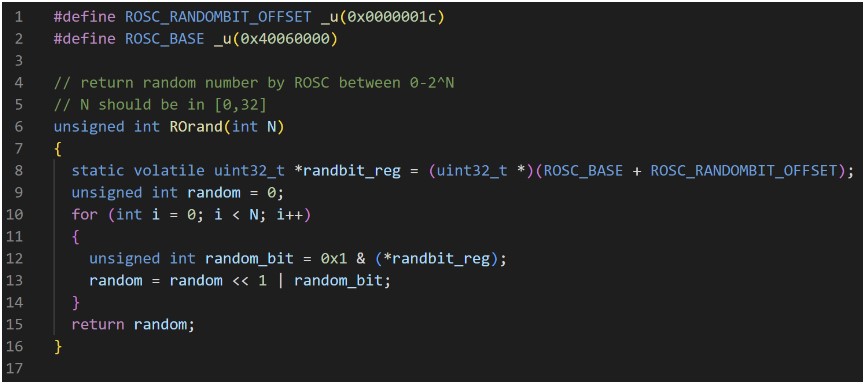 1 #define ROSC_RANDOMBIT_OFFSET _u(0x0000001c)
2 #define ROSC_BASE _u(0x40060000)
3
4 // return random number by ROSC between 0-2^N
5 // N should be in [0,32]
6 unsigned int ROrand(int N)
7 {
8   static volatile uint32_t *randbit_reg = (uint32_t *)(ROSC_BASE + ROSC_RANDOMBIT_OFFSET);
9   unsigned int random = 0;
10   for (int i = 0; i < N; i++)
11   {
12     unsigned int random_bit = 0x1 & (*randbit_reg);
13     random = random << 1 | random_bit;
14   }
15   return random;
16 }
17